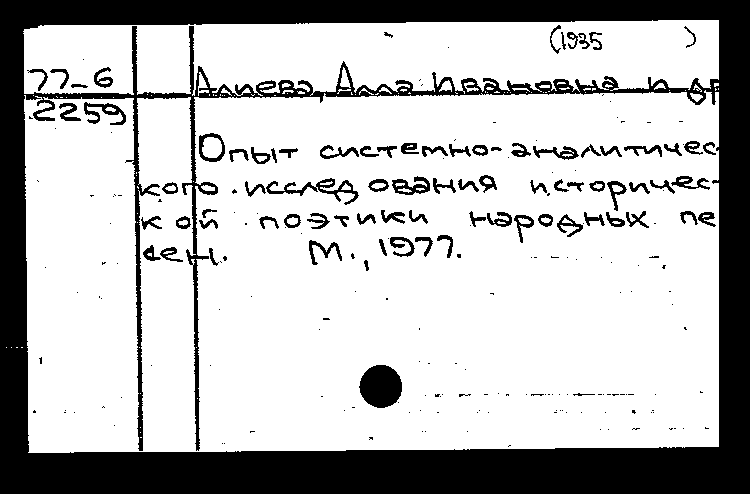 (1935 )
77-6 Алиева, Алла Ивановна и др
2259
Опыт системно-аналитичес-
кого исследования историчес-
кой поэтики народных пе
сен. М., 1977.